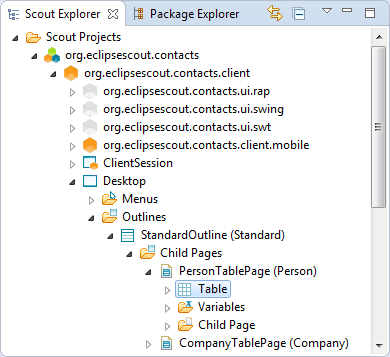 Scout Explorer Package Explorer
Scout Projects
org.eclipsescout.contacts
org.eclipsescout.contacts.client
org.eclipsescout.contacts.ui.rap
org.eclipsescout.contacts.ui.swing
org.eclipsescout.contacts.ui.swt
org.eclipsescout.contacts.client.mobile
ClientSession
Desktop
Menus
Outlines
StandardOutline (Standard)
Child Pages
PersonTablePage (Person)
Table
Variables
Child Page
CompanyTablePage (Company)